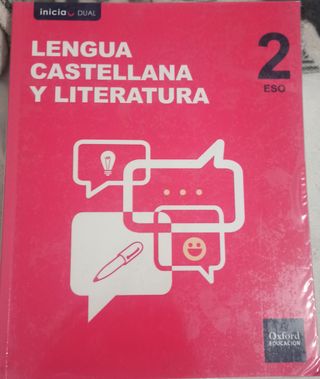 inicia DUAL
LENGUA
CASTELLANA
Y LITERATURA
2
ESO
Oxford
EDUCACIÓN